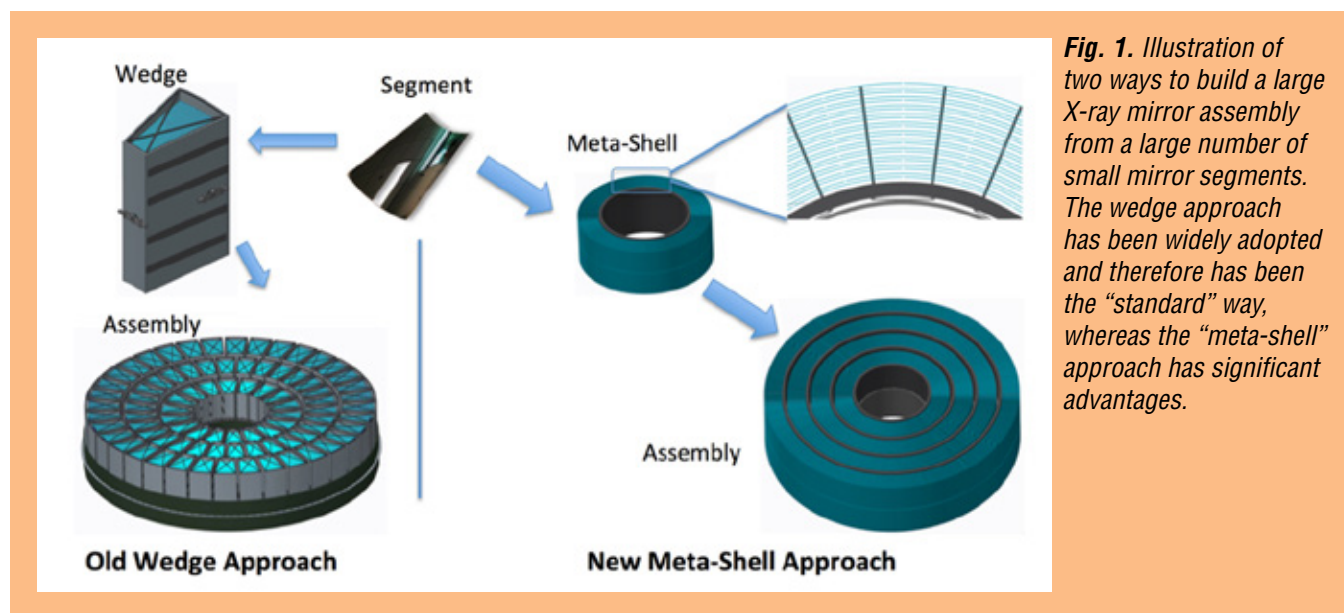 Wedge
Segment
Meta-Shell
Assembly
Assembly
Old Wedge Approach
New Meta-Shell Approach
Fig. 1. Illustration of
two ways to build a large
X-ray mirror assembly
from a large number of
small mirror segments.
The wedge approach
has been widely adopted
and therefore has been
the “standard” way,
whereas the “meta-shell”
approach has significant
advantages.